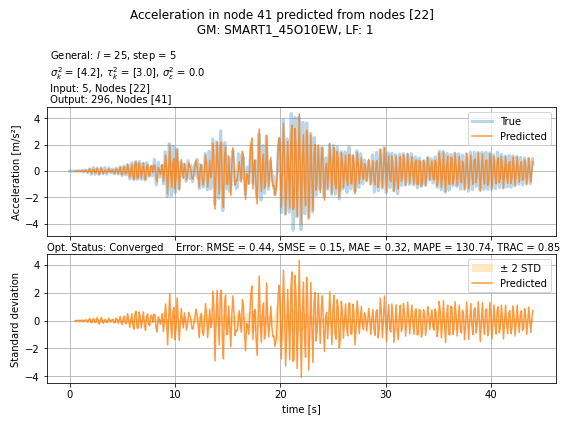 Acceleration in node 41 predicted from nodes [22]
GM: SMART1_45O10EW, LF: 1
General: l = 25, step = 5
σ²_k = [4.2], τ²_k = [3.0], σ²_ε = 0.0
Input: 5, Nodes [22]
Output: 296, Nodes [41]
Acceleration [m/s²]
4
2
0
−2
−4
True
Predicted
Opt. Status: Converged Error: RMSE = 0.44, SMSE = 0.15, MAE = 0.32, MAPE = 130.74, TRAC = 0.85
Standard deviation
4
2
0
−2
−4
± 2 STD
Predicted
0 10 20 30 40
time [s]